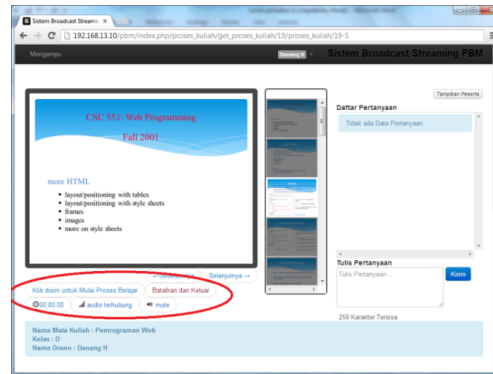 Sistem Broadcast Streami
192.168.13.10/pbm/index.php/proses_kuliah/get_proses_kuliah/19/proses_kuliah/19-5
Mengampu
Danang H
Sistem Broadcast Streaming PBM
Tampilkan Peserta
Daftar Pertanyaan
Tidak ada Data Pertanyaan
CSC 551: Web Programming
Fall 2001
more HTML
layout/positioning with tables
layout/positioning with style sheets
frames
images
more on style sheets
Selanjutnya →
Klik disini untuk Mulai Proses Belajar
Batalkan dan Keluar
00:00:00
audio terhubung
mute
Tulis Pertanyaan
Tulis Pertanyaan...
Kirim
250 Karakter Tersisa
Nama Mata Kuliah : Pemrograman Web
Kelas : D
Nama Dosen : Danang H